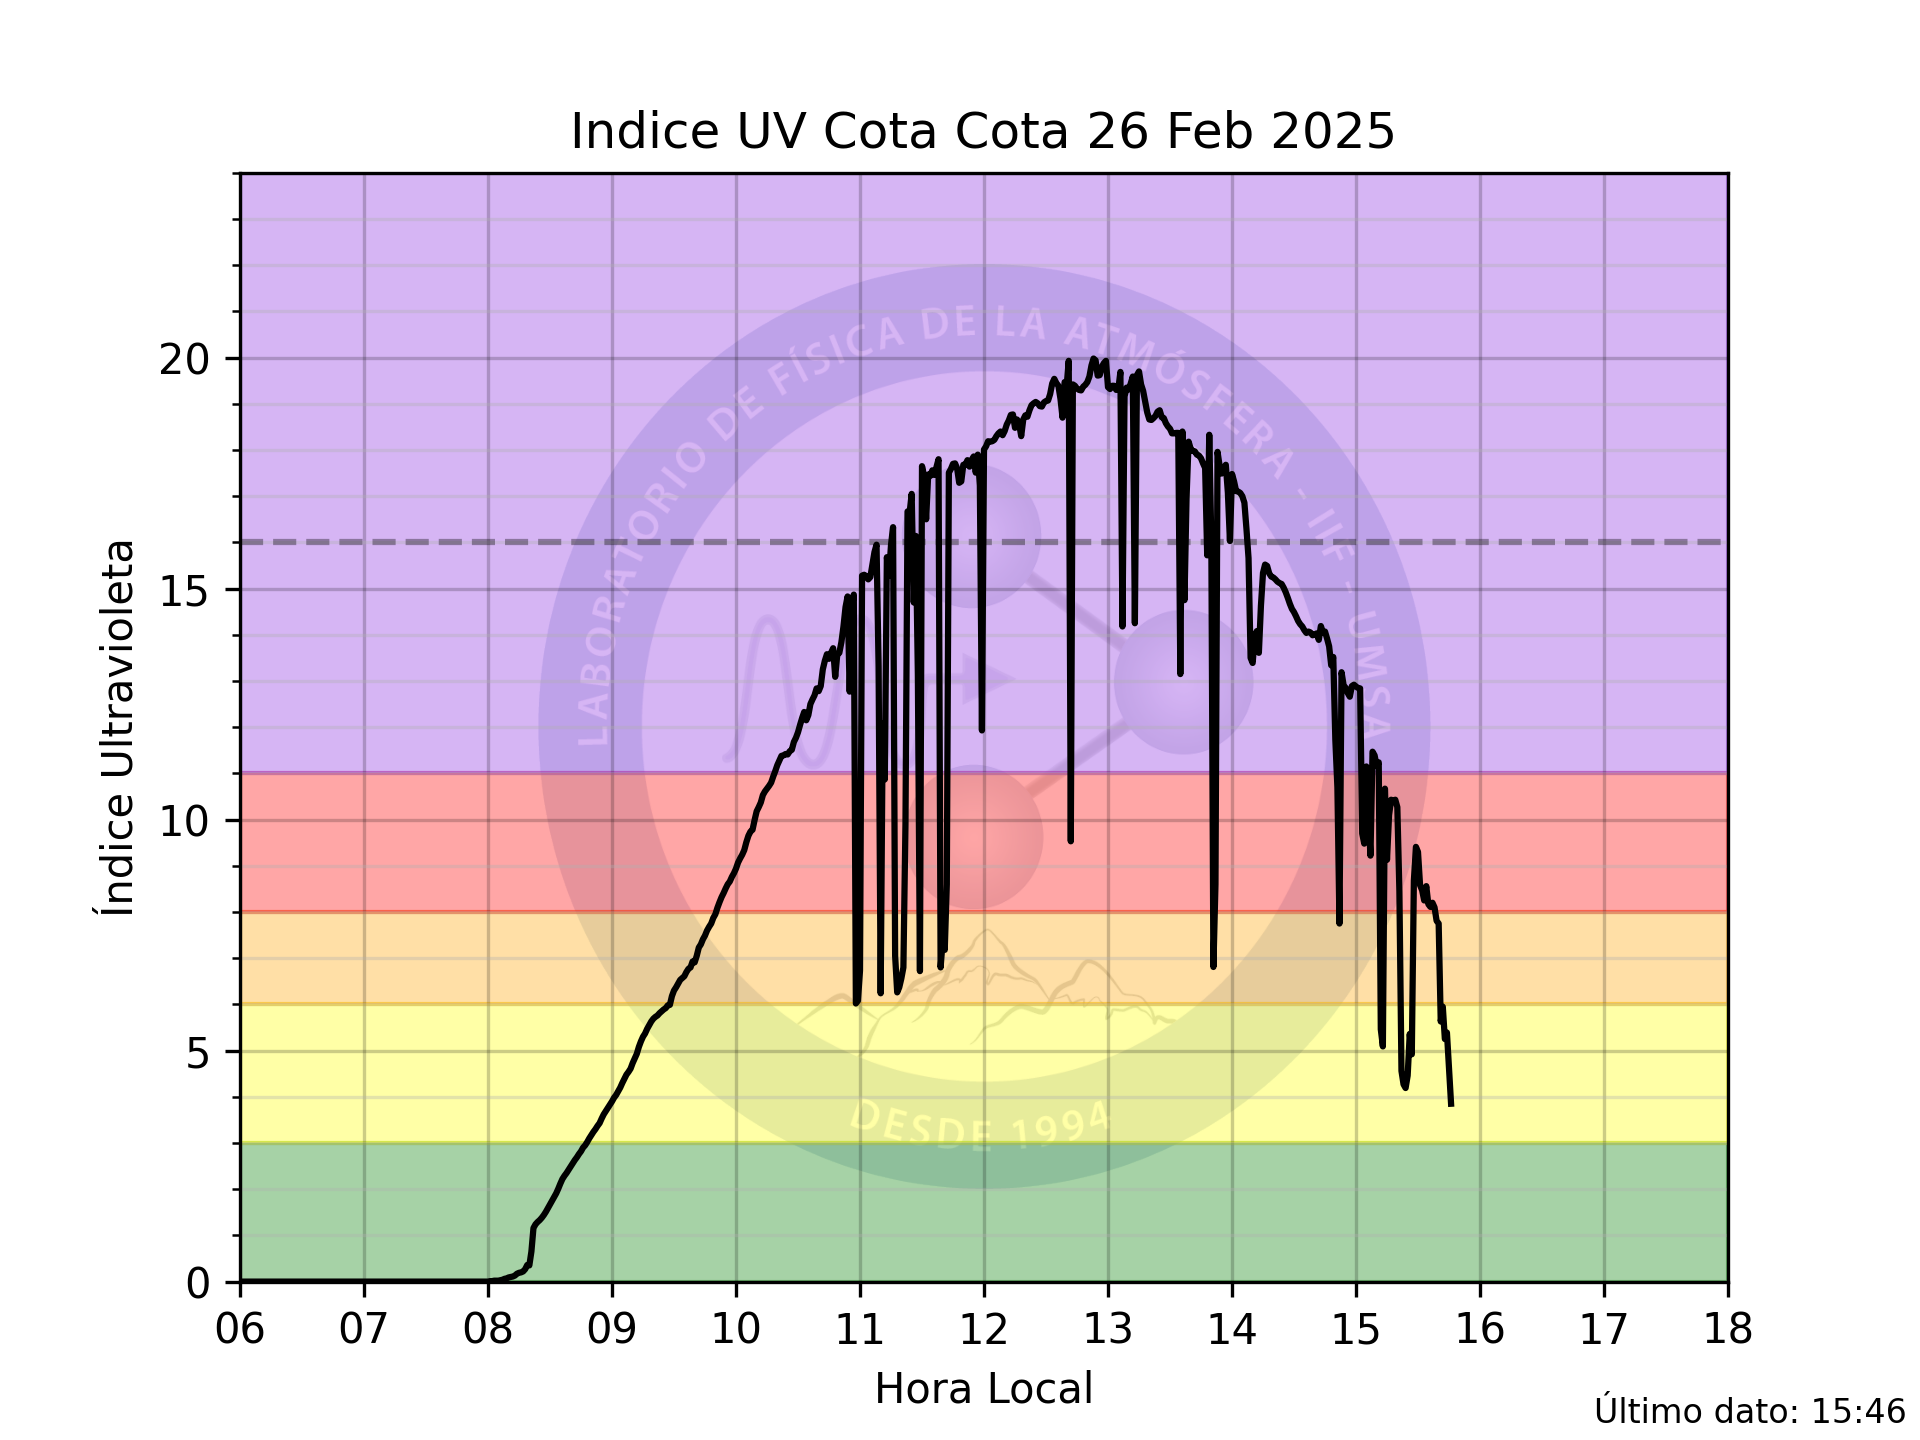 Indice UV Cota Cota 26 Feb 2025
LABORATORIO DE FÍSICA DE LA ATMÓSFERA - IIF - UMSA
DESDE 1994
Índice Ultravioleta
20
15
10
5
0
06 07 08 09 10 11 12 13 14 15 16 17 18
Hora Local
Último dato: 15:46